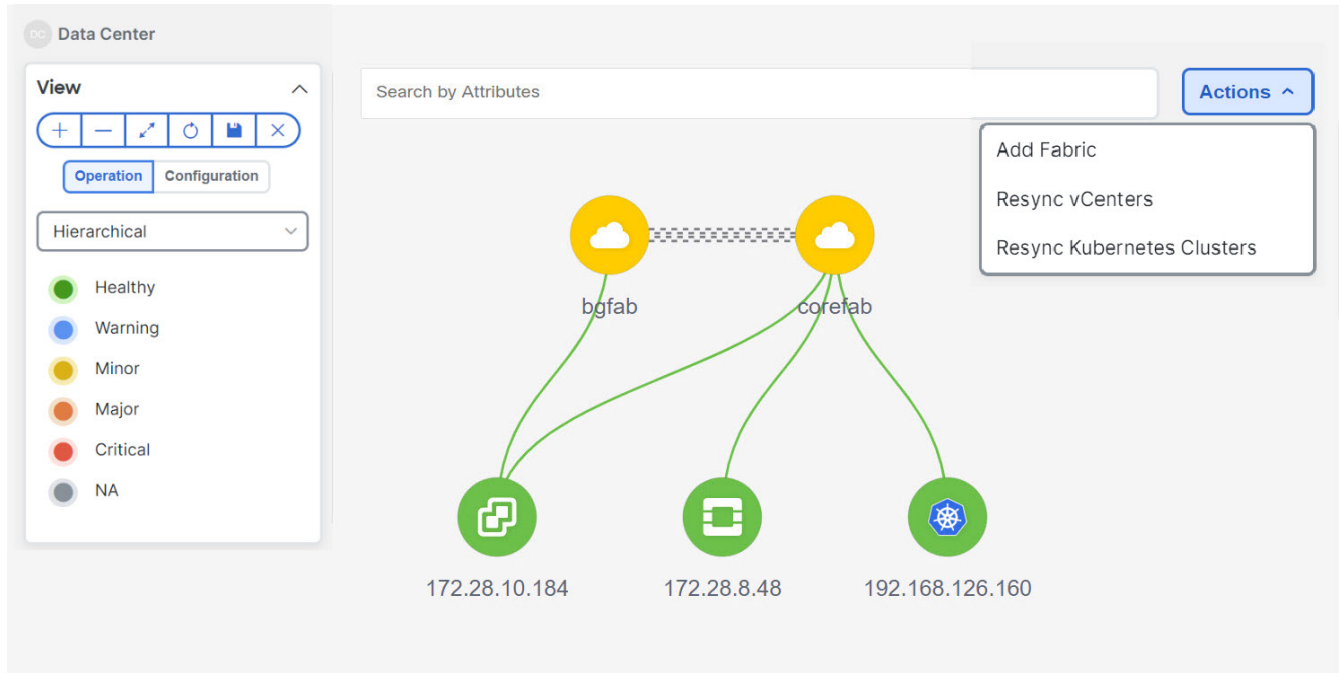 DC Data Center
View
Search by Attributes
Actions
Operation Configuration
Hierarchical
Healthy
Warning
Minor
Major
Critical
NA
Add Fabric
Resync vCenters
Resync Kubernetes Clusters
bgfab
corefab
172.28.10.184
172.28.8.48
192.168.126.160